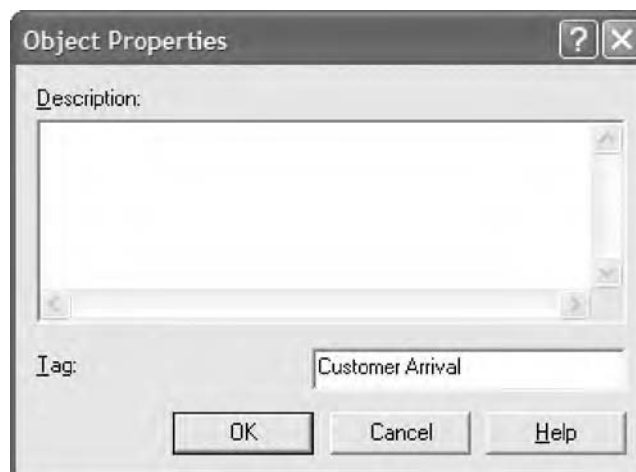 Object Properties
Description:
Tag:
Customer Arrival
OK
Cancel
Help